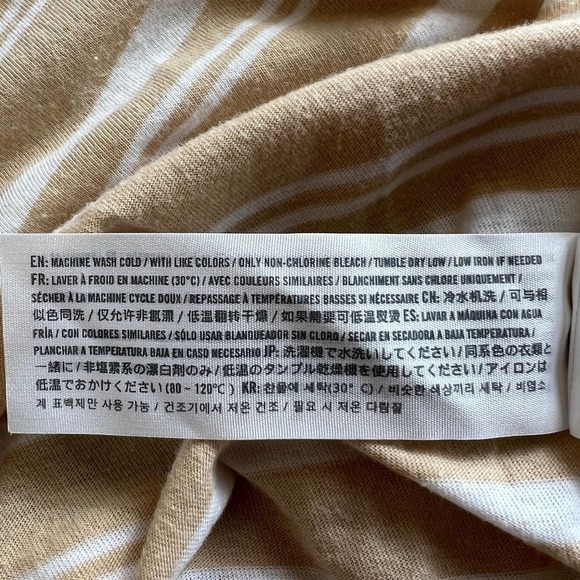 EN: MACHINE WASH COLD / WITH LIKE COLORS / ONLY NON-CHLORINE BLEACH / TUMBLE DRY LOW / LOW IRON IF NEEDED
FR: LAVER À FROID EN MACHINE (30°C) / AVEC COULEURS SIMILAIRES / BLANCHIMENT SANS CHLORE UNIQUEMENT /
SÉCHER À LA MACHINE CYCLE DOUX / REPASSAGE À TEMPÉRATURES BASSES SI NÉCESSAIRE CN: 冷水机洗 / 可与相
似色同洗 / 仅允许非氯漂 / 低温翻转干燥 / 如果需要可低温熨烫 ES: LAVAR A MÁQUINA CON AGUA
FRÍA / CON COLORES SIMILARES / SÓLO USAR BLANQUEADOR SIN CLORO / SECAR EN SECADORA A BAJA TEMPERATURA /
PLANCHAR A TEMPERATURA BAJA EN CASO NECESARIO JP: 洗濯機で水洗いしてください / 同系色の衣類と
一緒に / 非塩素系の漂白剤のみ / 低温のタンブル乾燥機を使用してください / アイロンは
低温でおかけください (80 ~ 120°C) KR: 찬물에 세탁(30° C) / 비슷한 색상끼리 세탁 / 비염소
계 표백제만 사용 가능 / 건조기에서 저온 건조 / 필요 시 저온 다림질